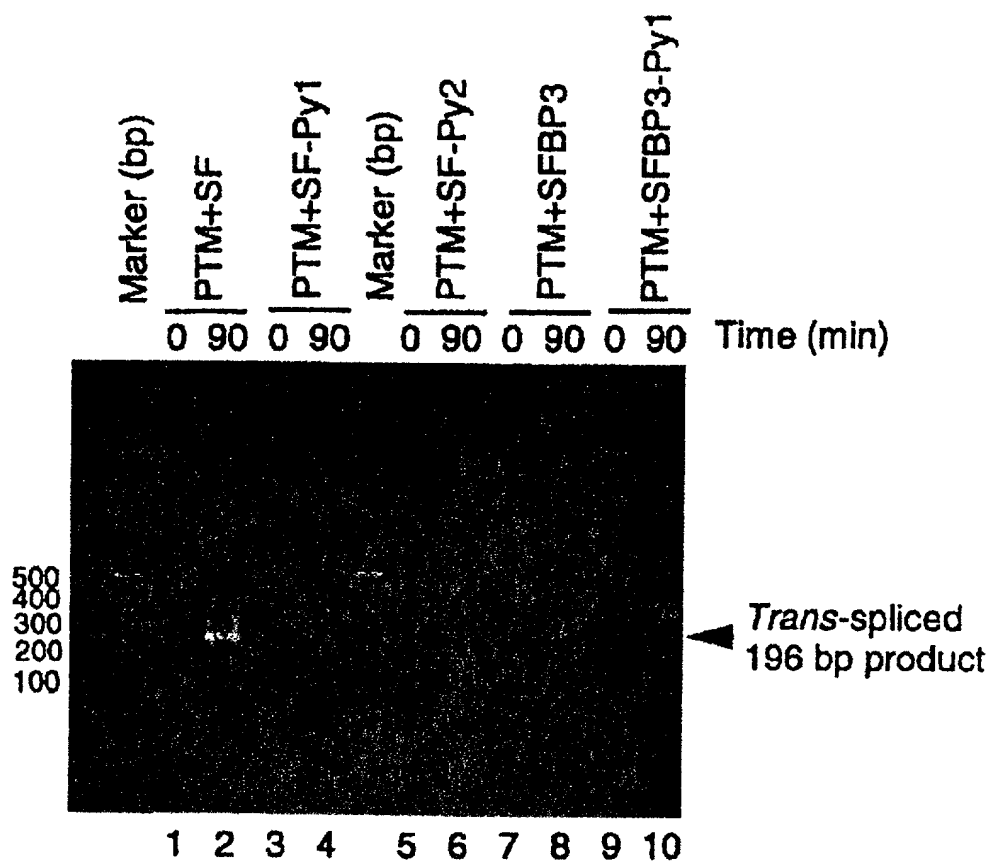 Marker (bp)
PTM+SF
PTM+SF-Py1
Marker (bp)
PTM+SF-Py2
PTM+SFBP3
PTM+SFBP3-Py1
0 90 0 90 0 90 0 90 0 90 Time (min)
500
400
300
200
100
Trans-spliced
196 bp product
1 2 3 4 5 6 7 8 9 10